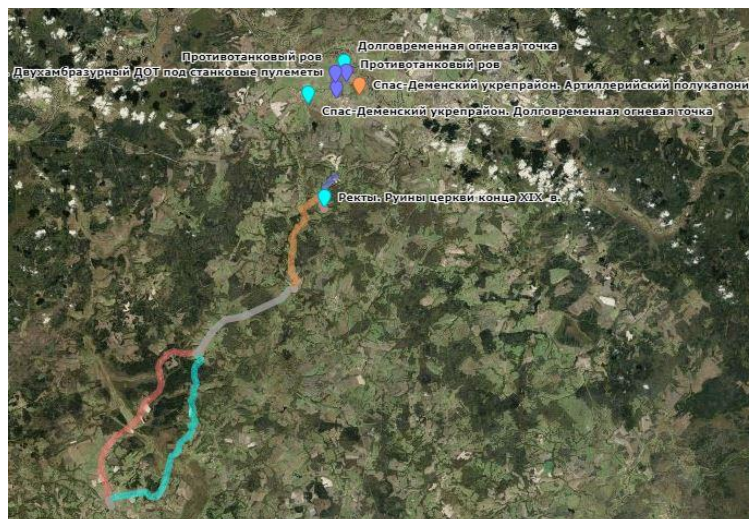 Долговременная огневая точка
Противотанковый ров
Противотанковый ров
Двухамбразурный ДОТ под станковые пулеметы
Спас-Деменский укрепрайон. Артиллерийский полукапони
Спас-Деменский укрепрайон. Долговременная огневая точка
Ректы. Руины церкви конца XIX в.